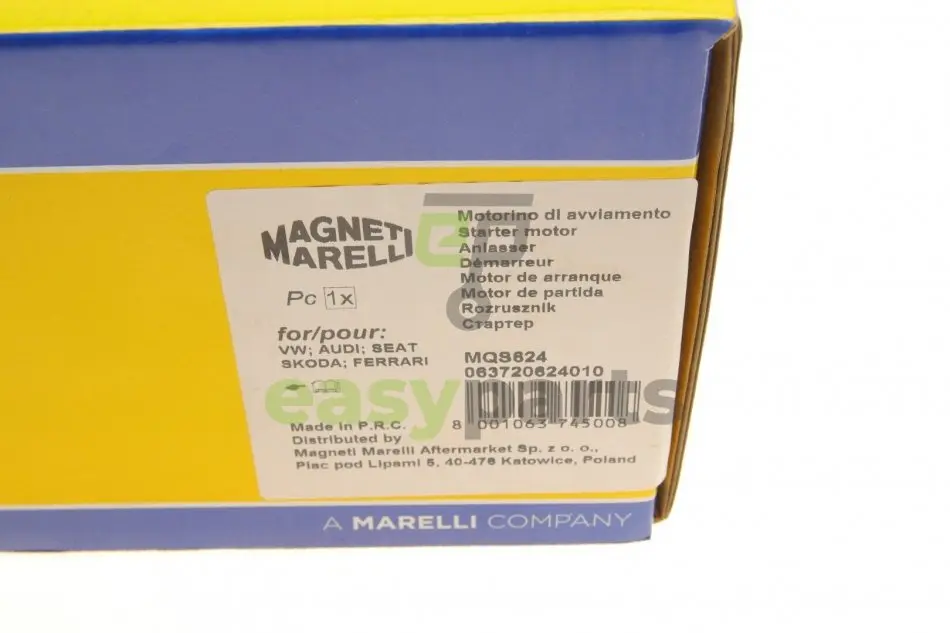 MAGNETI
MARELLI
Pc 1x
for/pour:
VW; AUDI; SEAT
SKODA; FERRARI
Motorino di avviamento
Starter motor
Anlasser
Démarreur
Motor de arranque
Motor de partida
Rozrusznik
Стартер
MQS624
063720624010
8 001063 745008
Made in P.R.C.
Distributed by
Magneti Marelli Aftermarket Sp. z o. o.,
Plac pod Lipami 5, 40-476 Katowice, Poland
A MARELLI COMPANY
ep
easyparts